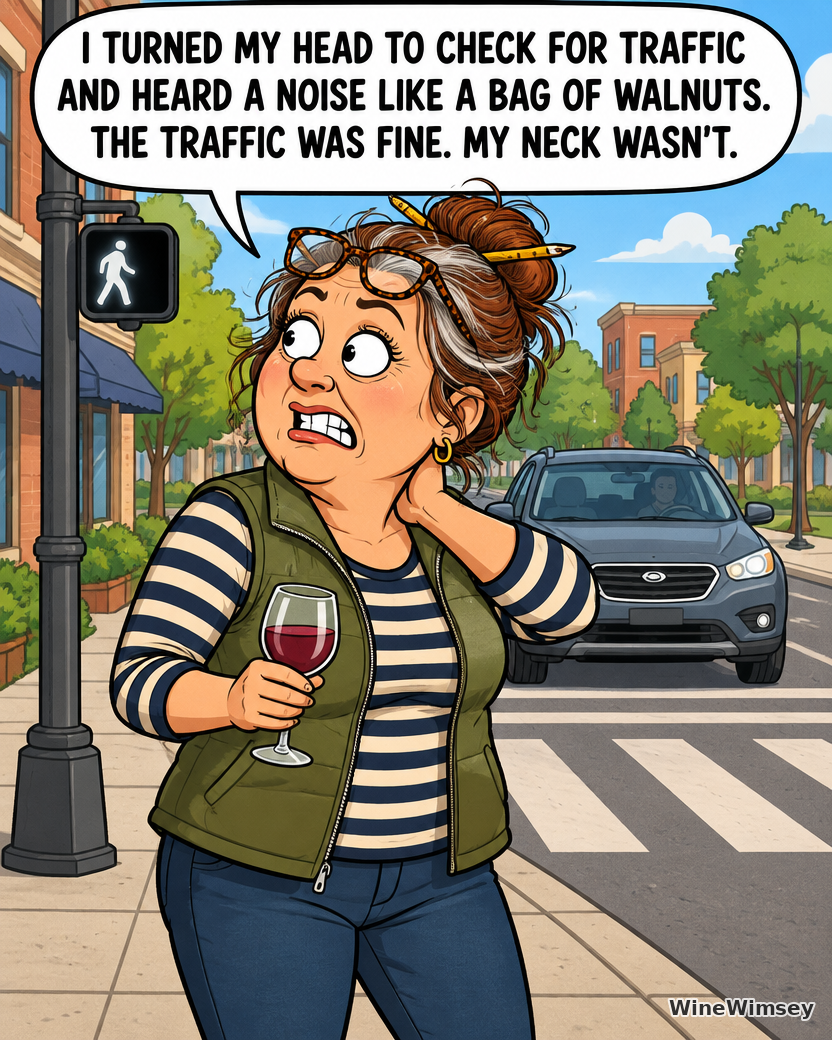 I TURNED MY HEAD TO CHECK FOR TRAFFIC
AND HEARD A NOISE LIKE A BAG OF WALNUTS.
THE TRAFFIC WAS FINE. MY NECK WASN'T.
WineWimsey